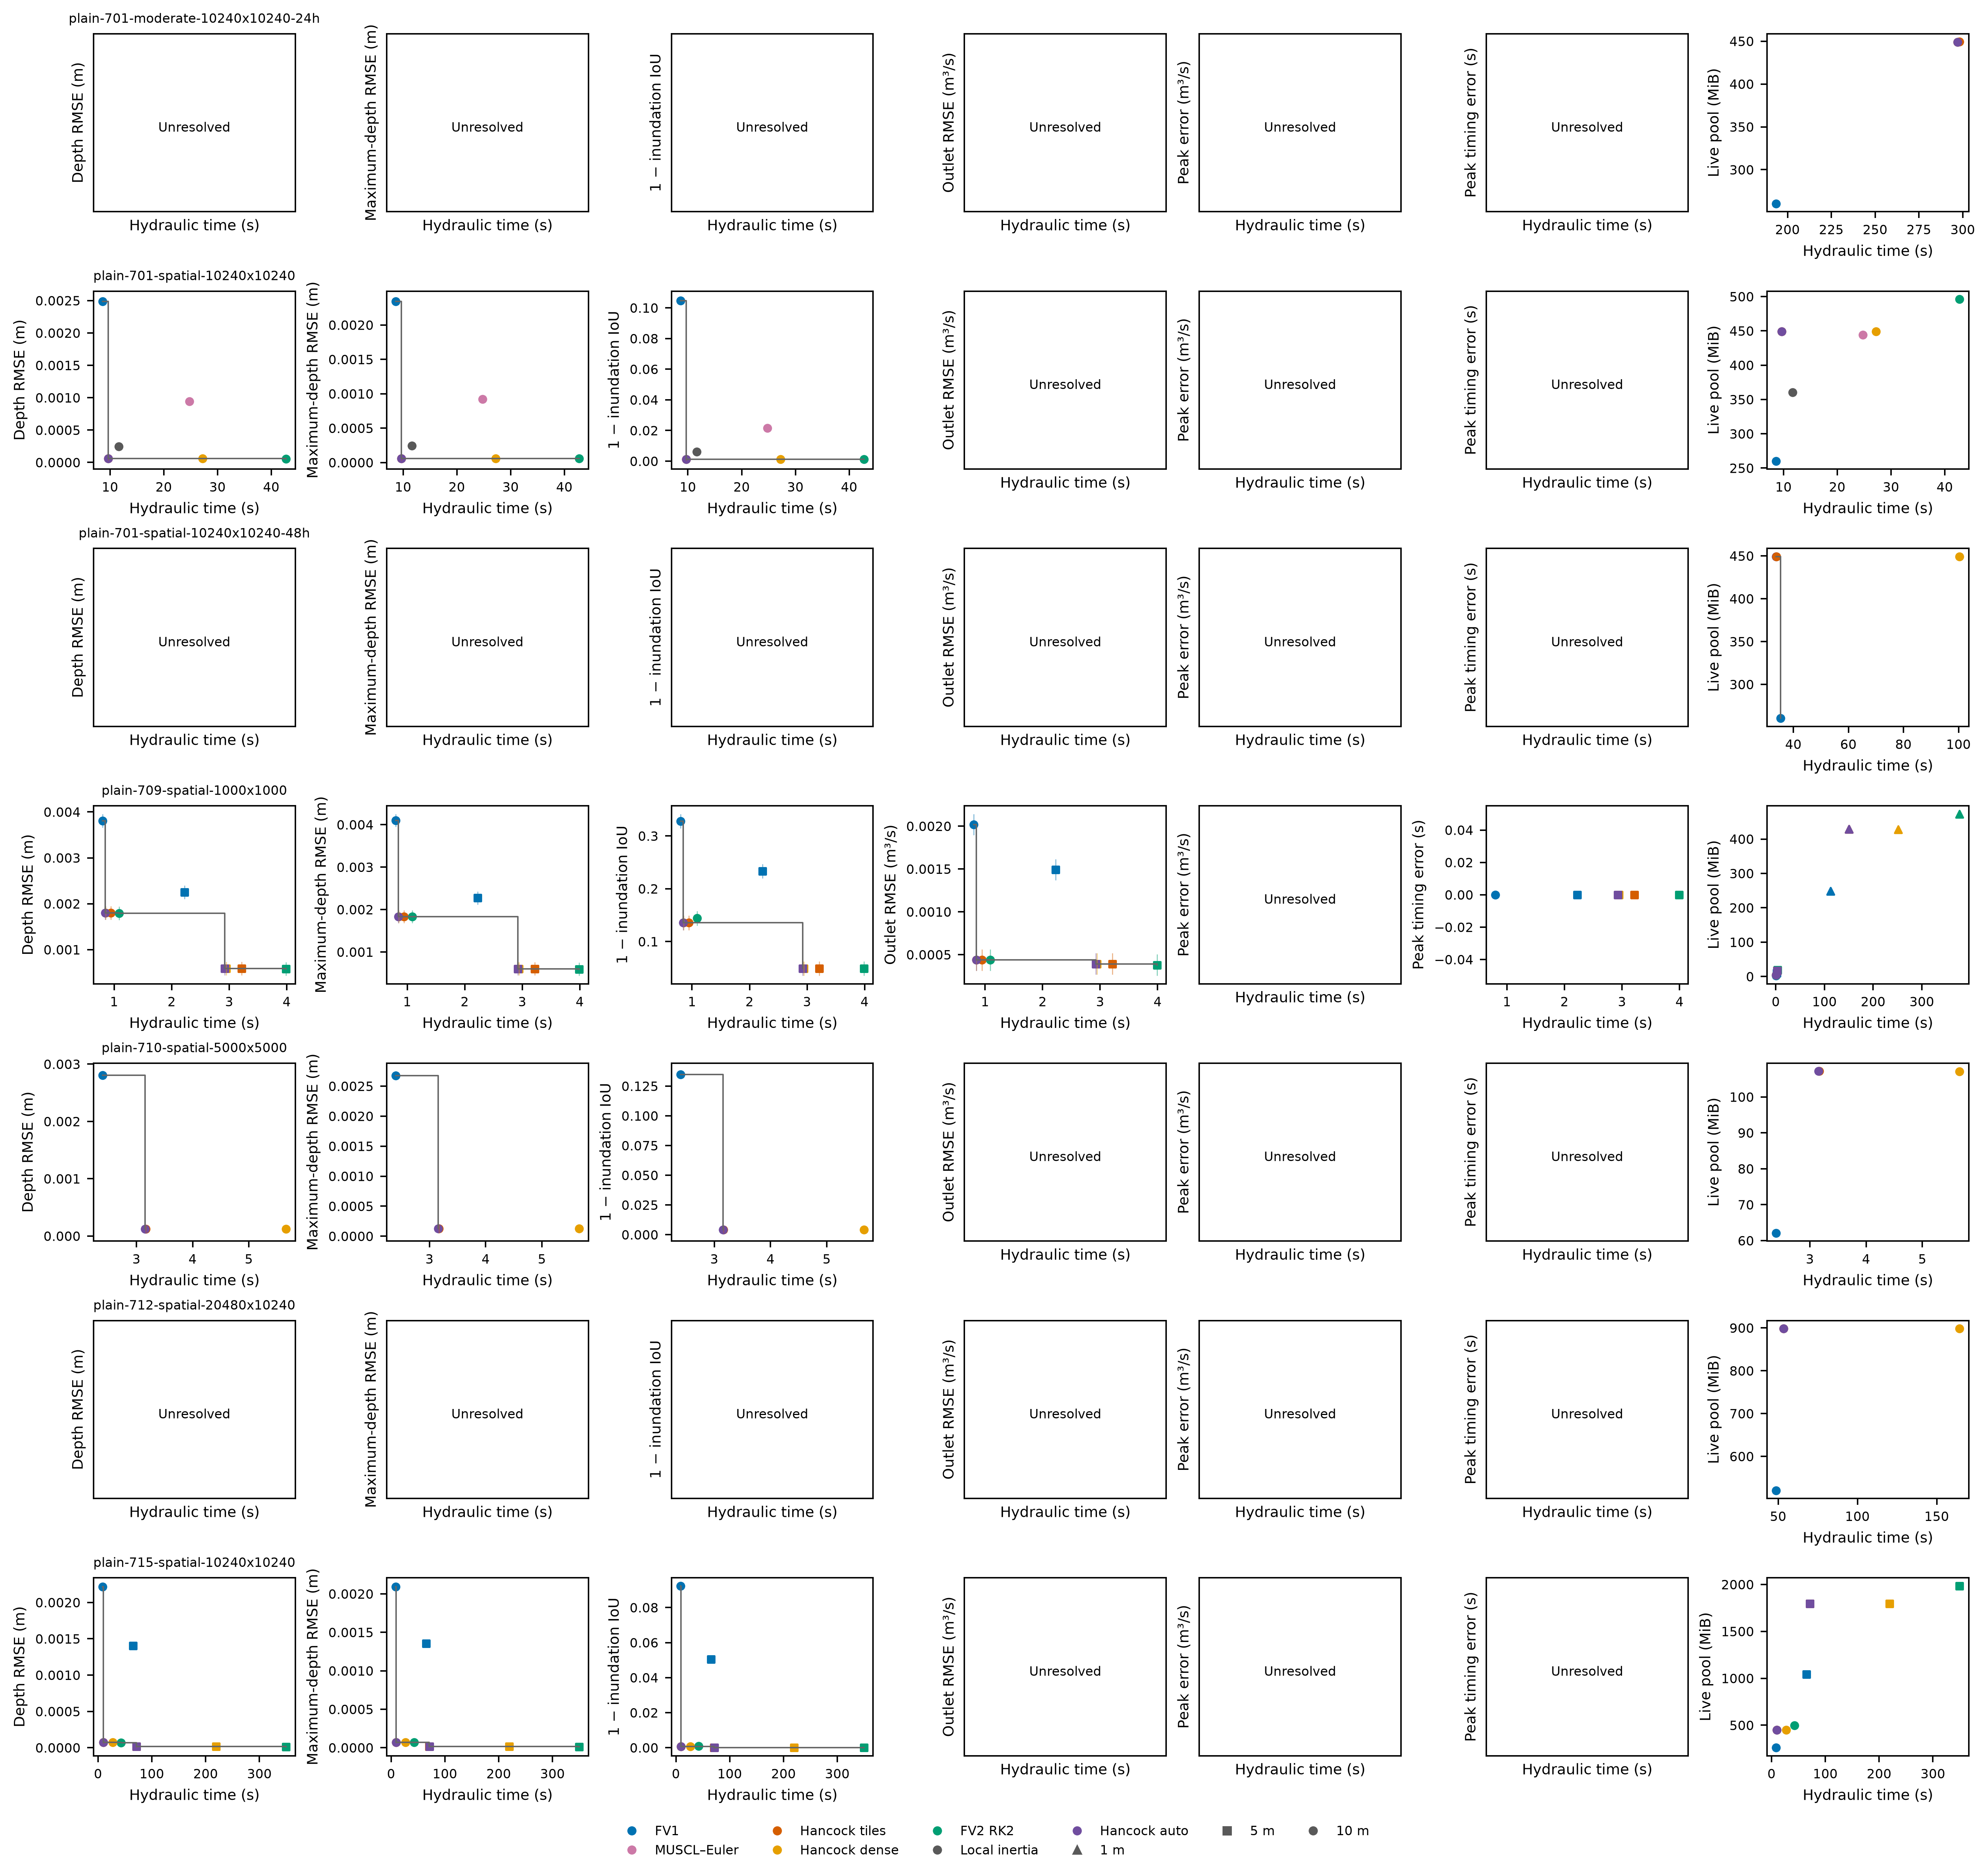 plain-701-moderate-10240x10240-24h
Depth RMSE (m)
Unresolved
Hydraulic time (s)
Maximum-depth RMSE (m)
Unresolved
Hydraulic time (s)
1 − inundation IoU
Unresolved
Hydraulic time (s)
Outlet RMSE (m³/s)
Unresolved
Hydraulic time (s)
Peak error (m³/s)
Unresolved
Hydraulic time (s)
Peak timing error (s)
Unresolved
Hydraulic time (s)
Live pool (MiB)
450
400
350
300
200 225 250 275 300
Hydraulic time (s)
plain-701-spatial-10240x10240
Depth RMSE (m)
0.0025
0.0020
0.0015
0.0010
0.0005
0.0000
10 20 30 40
Hydraulic time (s)
Maximum-depth RMSE (m)
0.0020
0.0015
0.0010
0.0005
0.0000
10 20 30 40
Hydraulic time (s)
1 − inundation IoU
0.10
0.08
0.06
0.04
0.02
0.00
10 20 30 40
Hydraulic time (s)
Outlet RMSE (m³/s)
Unresolved
Hydraulic time (s)
Peak error (m³/s)
Unresolved
Hydraulic time (s)
Peak timing error (s)
Unresolved
Hydraulic time (s)
Live pool (MiB)
500
450
400
350
300
250
10 20 30 40
Hydraulic time (s)
plain-701-spatial-10240x10240-48h
Depth RMSE (m)
Unresolved
Hydraulic time (s)
Maximum-depth RMSE (m)
Unresolved
Hydraulic time (s)
1 − inundation IoU
Unresolved
Hydraulic time (s)
Outlet RMSE (m³/s)
Unresolved
Hydraulic time (s)
Peak error (m³/s)
Unresolved
Hydraulic time (s)
Peak timing error (s)
Unresolved
Hydraulic time (s)
Live pool (MiB)
450
400
350
300
40 60 80 100
Hydraulic time (s)
plain-709-spatial-1000x1000
Depth RMSE (m)
0.004
0.003
0.002
0.001
1 2 3 4
Hydraulic time (s)
Maximum-depth RMSE (m)
0.004
0.003
0.002
0.001
1 2 3 4
Hydraulic time (s)
1 − inundation IoU
0.3
0.2
0.1
1 2 3 4
Hydraulic time (s)
Outlet RMSE (m³/s)
0.0020
0.0015
0.0010
0.0005
1 2 3 4
Hydraulic time (s)
Peak error (m³/s)
Unresolved
Hydraulic time (s)
Peak timing error (s)
0.04
0.02
0.00
−0.02
−0.04
1 2 3 4
Hydraulic time (s)
Live pool (MiB)
400
300
200
100
0
0 100 200 300
Hydraulic time (s)
plain-710-spatial-5000x5000
Depth RMSE (m)
0.003
0.002
0.001
0.000
3 4 5
Hydraulic time (s)
Maximum-depth RMSE (m)
0.0025
0.0020
0.0015
0.0010
0.0005
0.0000
3 4 5
Hydraulic time (s)
1 − inundation IoU
0.125
0.100
0.075
0.050
0.025
0.000
3 4 5
Hydraulic time (s)
Outlet RMSE (m³/s)
Unresolved
Hydraulic time (s)
Peak error (m³/s)
Unresolved
Hydraulic time (s)
Peak timing error (s)
Unresolved
Hydraulic time (s)
Live pool (MiB)
100
90
80
70
60
3 4 5
Hydraulic time (s)
plain-712-spatial-20480x10240
Depth RMSE (m)
Unresolved
Hydraulic time (s)
Maximum-depth RMSE (m)
Unresolved
Hydraulic time (s)
1 − inundation IoU
Unresolved
Hydraulic time (s)
Outlet RMSE (m³/s)
Unresolved
Hydraulic time (s)
Peak error (m³/s)
Unresolved
Hydraulic time (s)
Peak timing error (s)
Unresolved
Hydraulic time (s)
Live pool (MiB)
900
800
700
600
50 100 150
Hydraulic time (s)
plain-715-spatial-10240x10240
Depth RMSE (m)
0.0020
0.0015
0.0010
0.0005
0.0000
0 100 200 300
Hydraulic time (s)
Maximum-depth RMSE (m)
0.0020
0.0015
0.0010
0.0005
0.0000
0 100 200 300
Hydraulic time (s)
1 − inundation IoU
0.08
0.06
0.04
0.02
0.00
0 100 200 300
Hydraulic time (s)
Outlet RMSE (m³/s)
Unresolved
Hydraulic time (s)
Peak error (m³/s)
Unresolved
Hydraulic time (s)
Peak timing error (s)
Unresolved
Hydraulic time (s)
Live pool (MiB)
2000
1500
1000
500
0 100 200 300
Hydraulic time (s)
FV1 Hancock tiles FV2 RK2 Hancock auto 5 m 10 m
MUSCL–Euler Hancock dense Local inertia 1 m